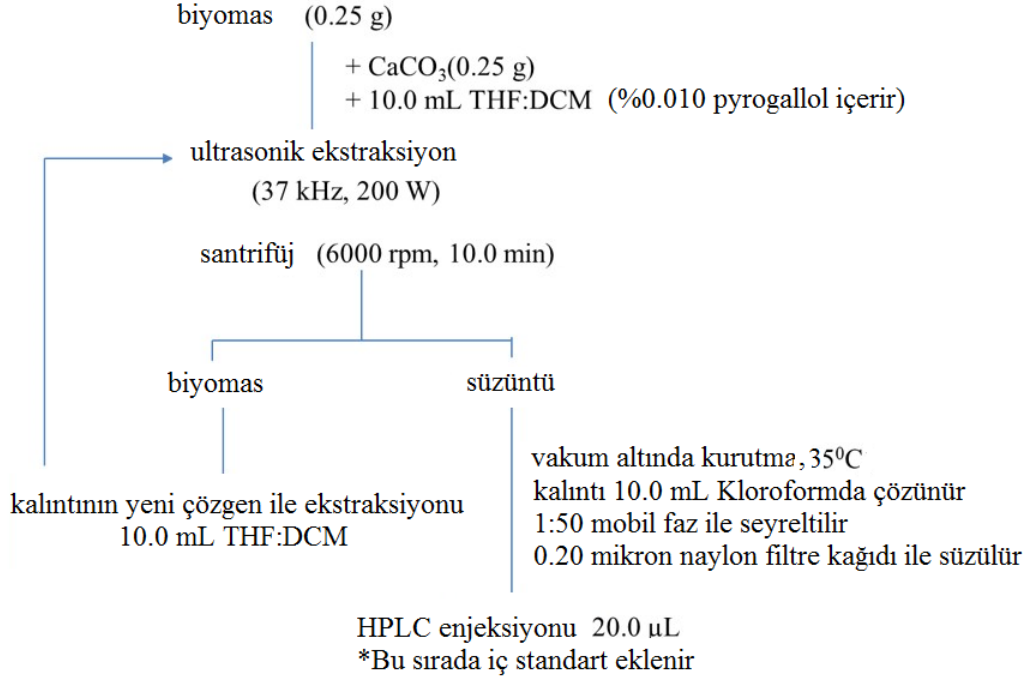 biyomas (0.25 g)
+ CaCO₃(0.25 g)
+ 10.0 mL THF:DCM (%0.010 pyrogallol içerir)
ultrasonik ekstraksiyon
(37 kHz, 200 W)
santrifüj (6000 rpm, 10.0 min)
biyomas
süzüntü
kalıntının yeni çözgen ile ekstraksiyonu
10.0 mL THF:DCM
vakum altında kurutma, 35⁰C
kalıntı 10.0 mL Kloroformda çözünür
1:50 mobil faz ile seyreltilir
0.20 mikron naylon filtre kağıdı ile süzülür
HPLC enjeksiyonu 20.0 µL
*Bu sırada iç standart eklenir